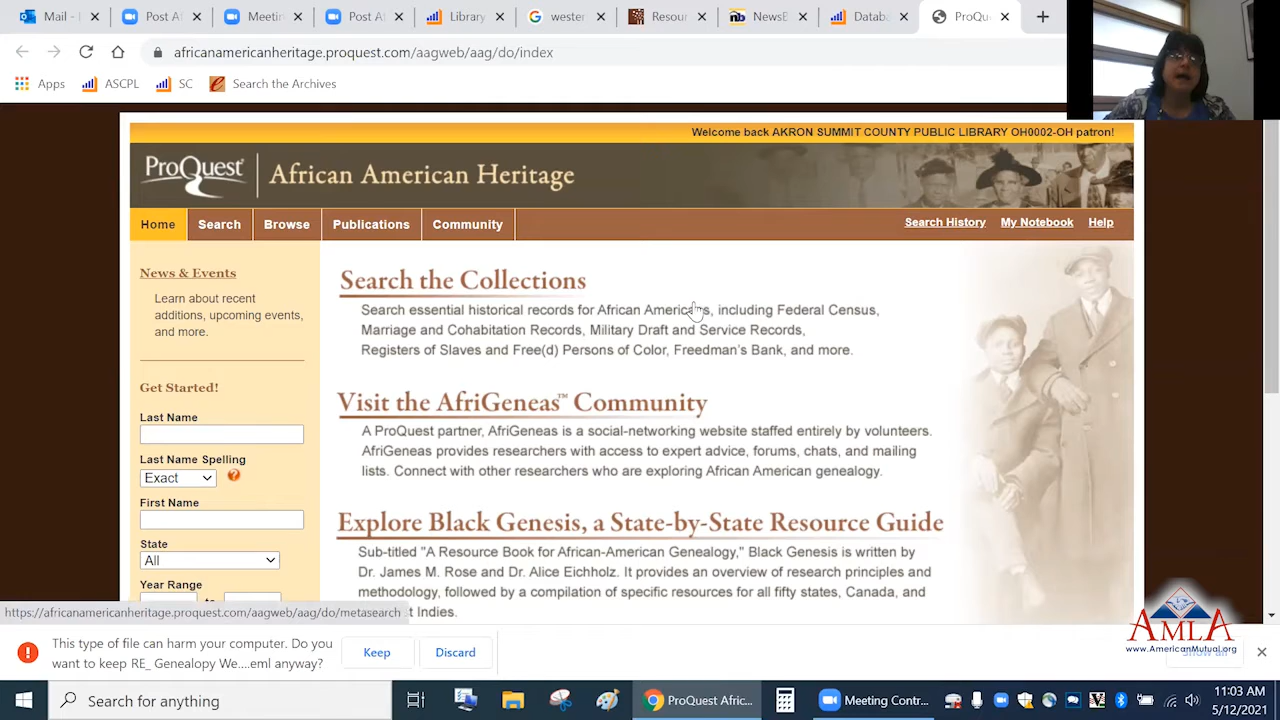 Mail - |
Post A
Meetin
Post A
Library
wester
Resour
NewsB
Databa
ProQu
africanamericanheritage.proquest.com/aagweb/aag/do/index
Apps
ASCPL
SC
Search the Archives
Welcome back AKRON SUMMIT COUNTY PUBLIC LIBRARY OH0002-OH patron!
ProQuest
African American Heritage
Home
Search
Browse
Publications
Community
Search History
My Notebook
Help
News & Events
Learn about recent
additions, upcoming events,
and more.
Get Started!
Last Name
Last Name Spelling
Exact
First Name
State
All
Year Range
to
Search the Collections
Search essential historical records for African Americans, including Federal Census,
Marriage and Cohabitation Records, Military Draft and Service Records,
Registers of Slaves and Free(d) Persons of Color, Freedman's Bank, and more.
Visit the AfriGeneas™ Community
A ProQuest partner, AfriGeneas is a social-networking website staffed entirely by volunteers.
AfriGeneas provides researchers with access to expert advice, forums, chats, and mailing
lists. Connect with other researchers who are exploring African American genealogy.
Explore Black Genesis, a State-by-State Resource Guide
Sub-titled "A Resource Book for African-American Genealogy," Black Genesis is written by
Dr. James M. Rose and Dr. Alice Eichholz. It provides an overview of research principles and
methodology, followed by a compilation of specific resources for all fifty states, Canada, and
t Indies.
https://africanamericanheritage.proquest.com/aagweb/aag/do/metasearch
This type of file can harm your computer. Do you
want to keep RE_ Genealopy We....eml anyway?
Keep
Discard
AMLA
www.AmericanMutual.org
Show all
Search for anything
ProQuest Afric...
Meeting Contr...
11:03 AM
5/12/2021